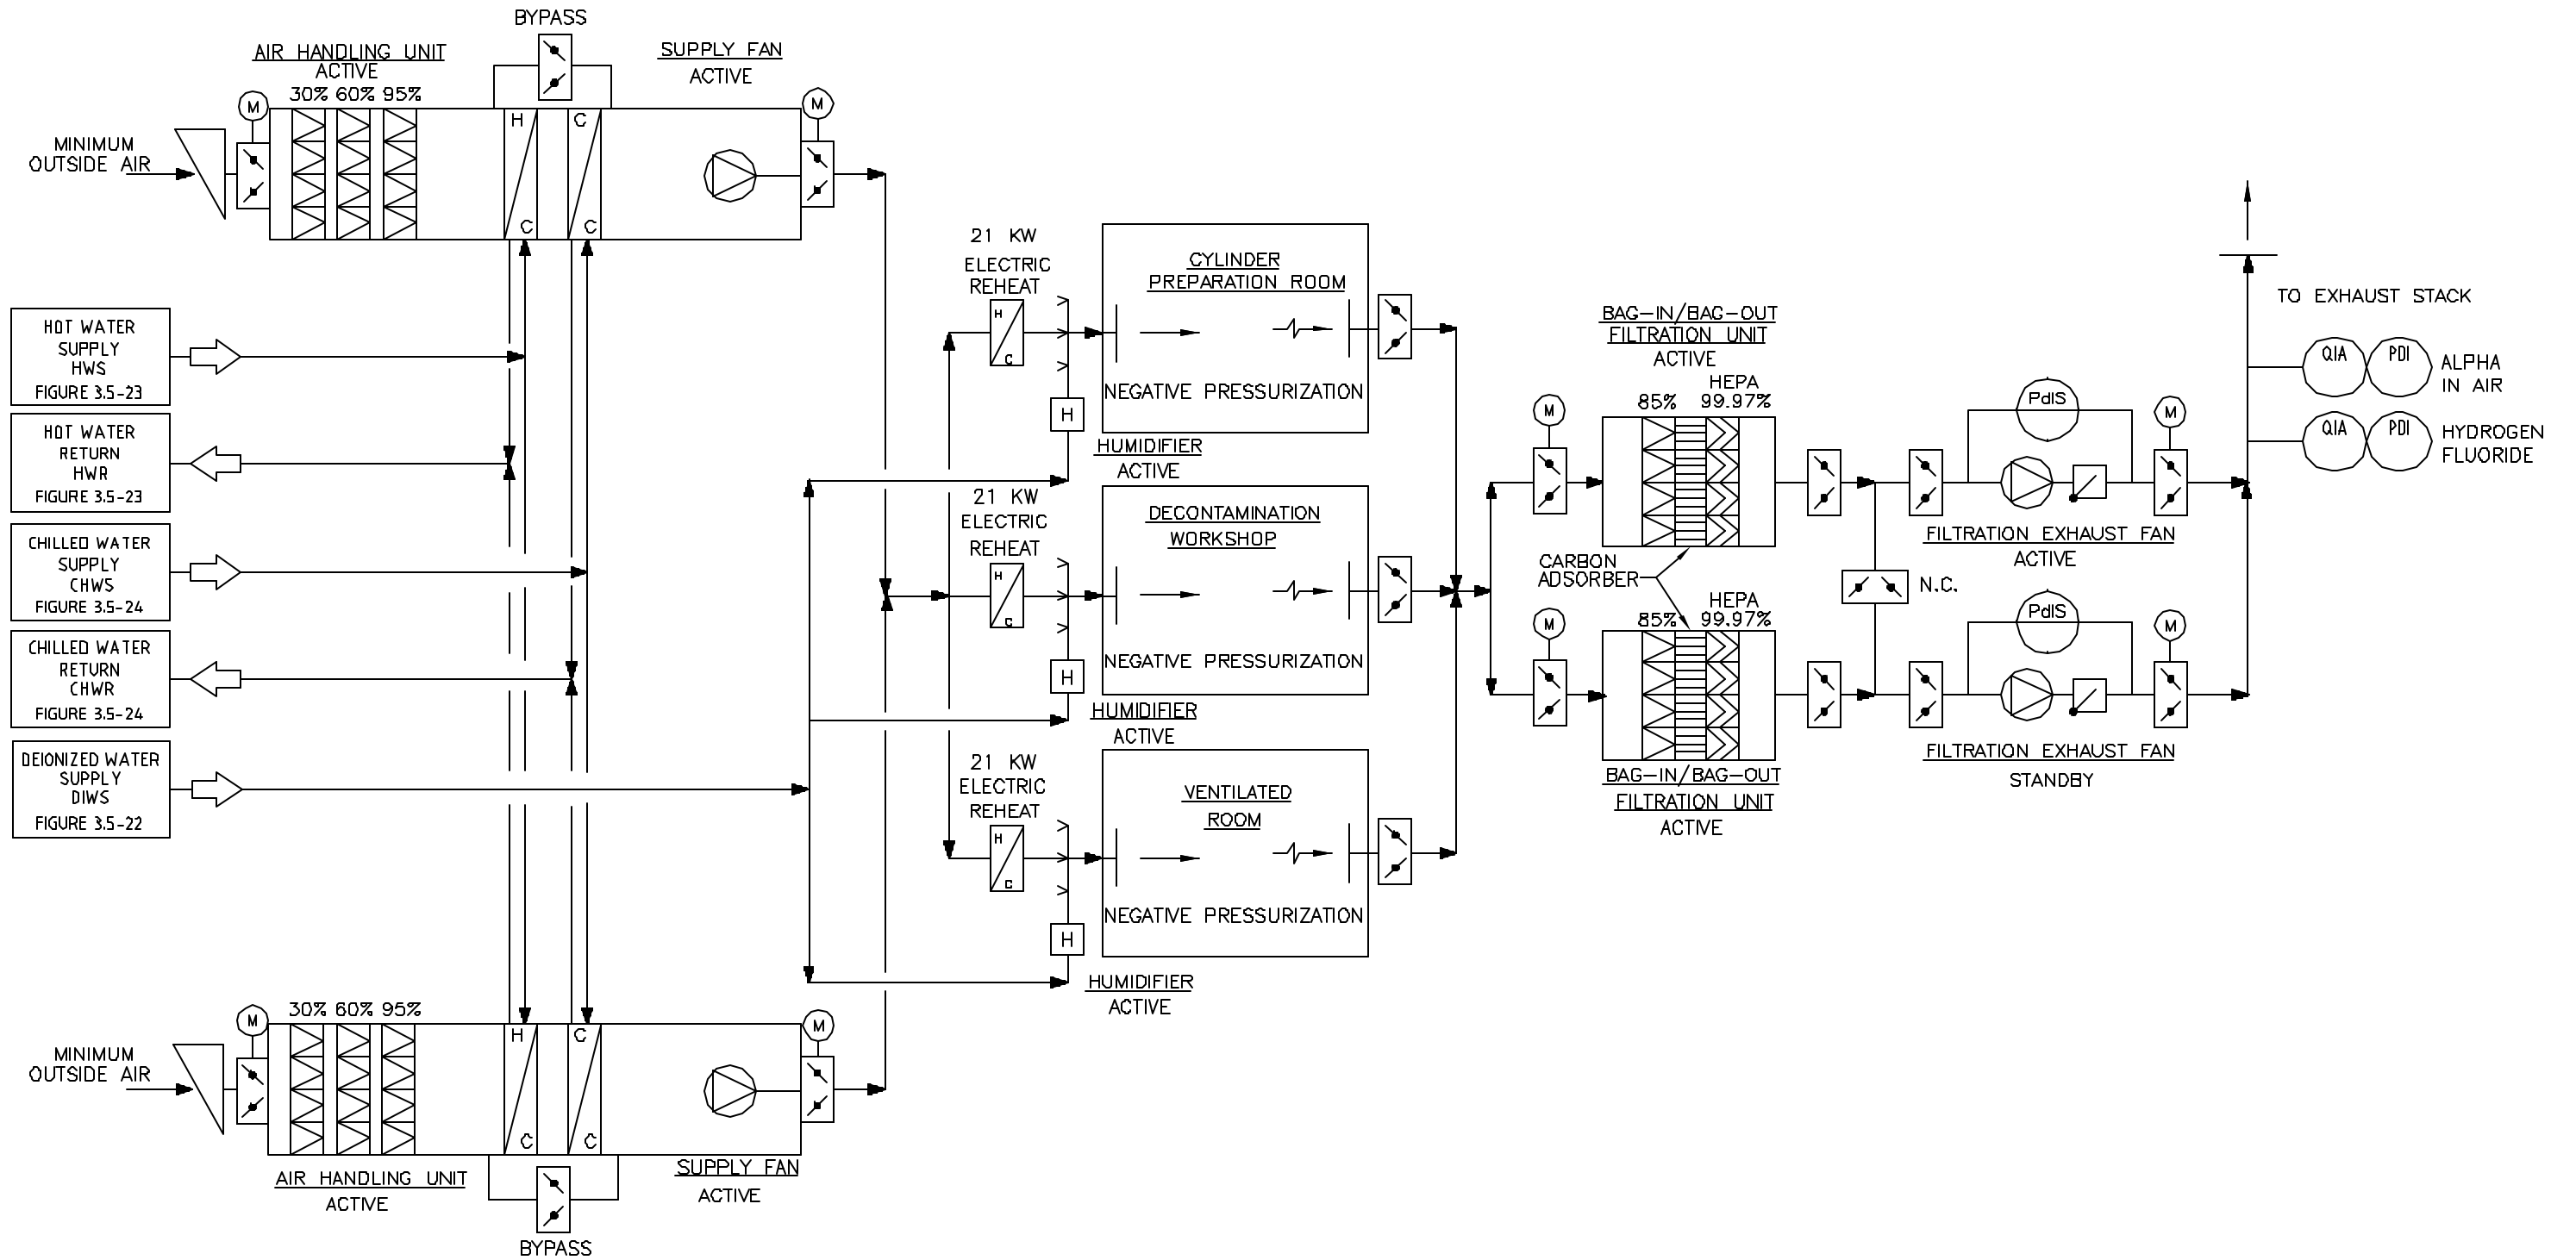 BYPASS
AIR HANDLING UNIT
ACTIVE
SUPPLY FAN
ACTIVE
30% 60% 95%
M
M
H
C
C
C
MINIMUM
OUTSIDE AIR
HOT WATER
SUPPLY
HWS
FIGURE 3.5-23
HOT WATER
RETURN
HWR
FIGURE 3.5-23
CHILLED WATER
SUPPLY
CHWS
FIGURE 3.5-24
CHILLED WATER
RETURN
CHWR
FIGURE 3.5-24
DEIONIZED WATER
SUPPLY
DIWS
FIGURE 3.5-22
30% 60% 95%
M
M
H
C
C
C
MINIMUM
OUTSIDE AIR
AIR HANDLING UNIT
ACTIVE
SUPPLY FAN
ACTIVE
BYPASS
21 KW
ELECTRIC
REHEAT
H
C
H
CYLINDER
PREPARATION ROOM
NEGATIVE PRESSURIZATION
HUMIDIFIER
ACTIVE
21 KW
ELECTRIC
REHEAT
H
C
H
DECONTAMINATION
WORKSHOP
NEGATIVE PRESSURIZATION
HUMIDIFIER
ACTIVE
21 KW
ELECTRIC
REHEAT
H
C
H
VENTILATED
ROOM
NEGATIVE PRESSURIZATION
HUMIDIFIER
ACTIVE
BAG-IN/BAG-OUT
FILTRATION UNIT
ACTIVE
HEPA
85% 99.97%
M
CARBON
ADSORBER
HEPA
85% 99.97%
M
BAG-IN/BAG-OUT
FILTRATION UNIT
ACTIVE
N.C.
PdIS
M
FILTRATION EXHAUST FAN
ACTIVE
PdIS
M
FILTRATION EXHAUST FAN
STANDBY
TO EXHAUST STACK
QIA PDI ALPHA
IN AIR
QIA PDI HYDROGEN
FLUORIDE